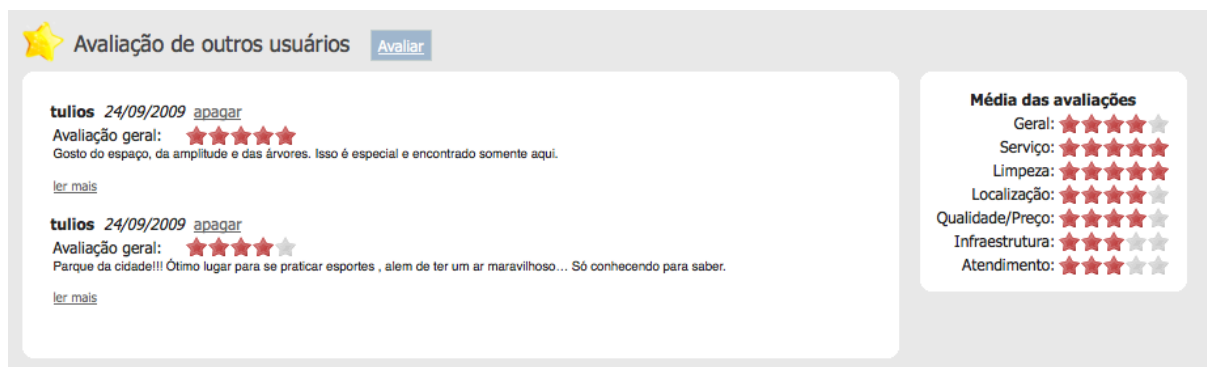 Avaliação de outros usuários Avaliar
tulios 24/09/2009 apagar
Avaliação geral:
Gosto do espaço, da amplitude e das árvores. Isso é especial e encontrado somente aqui.
ler mais
tulios 24/09/2009 apagar
Avaliação geral:
Parque da cidade!!! Ótimo lugar para se praticar esportes , alem de ter um ar maravilhoso... Só conhecendo para saber.
ler mais
Média das avaliações
Geral:
Serviço:
Limpeza:
Localização:
Qualidade/Preço:
Infraestrutura:
Atendimento: